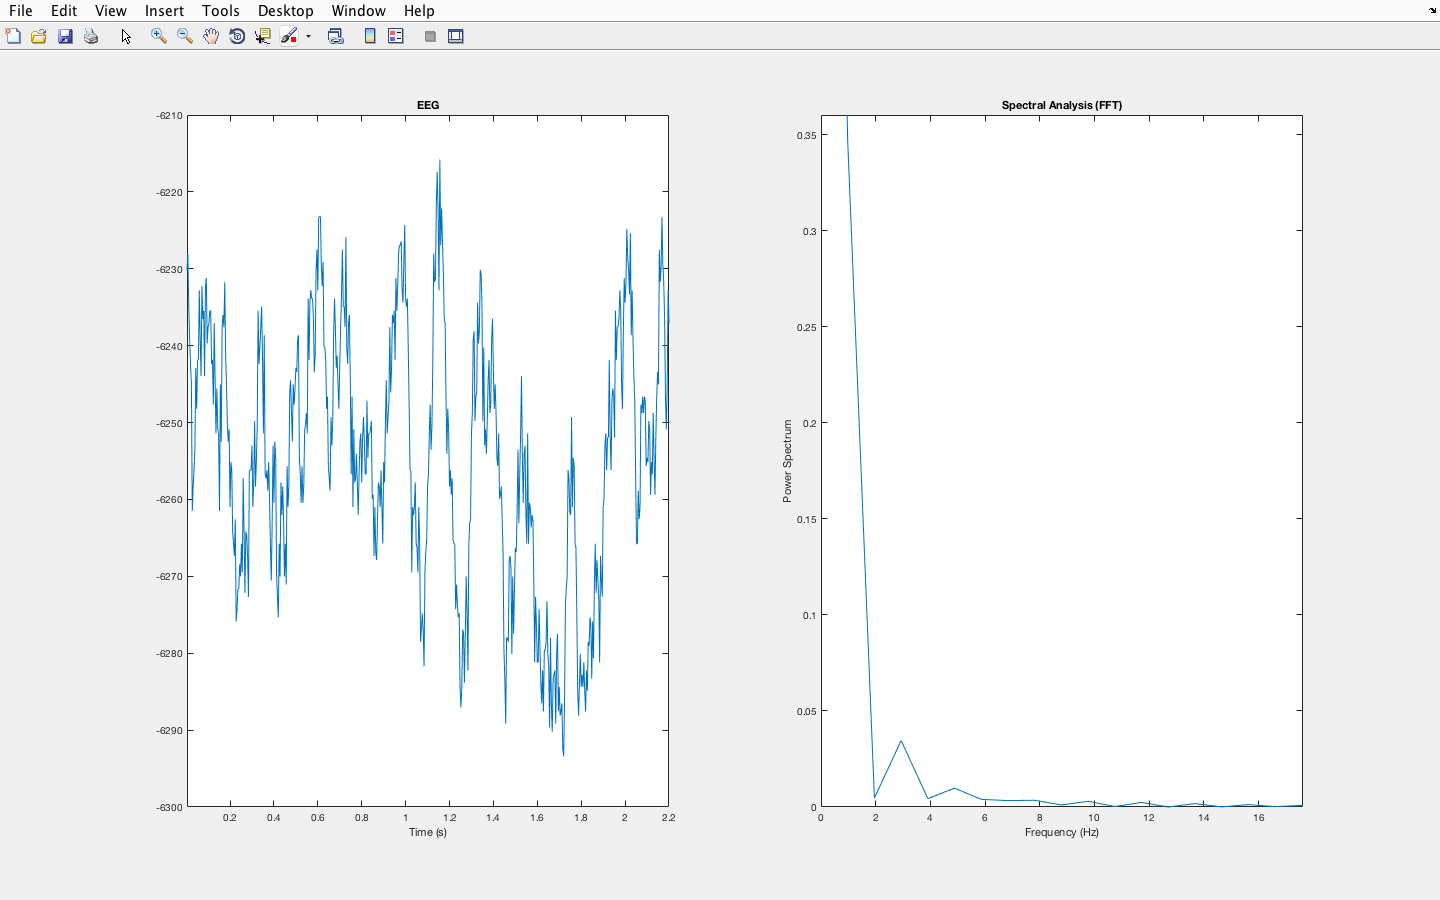 File Edit View Insert Tools Desktop Window Help
EEG
-6210
-6220
-6230
-6240
-6250
-6260
-6270
-6280
-6290
-6300
0.2 0.4 0.6 0.8 1 1.2 1.4 1.6 1.8 2 2.2
Time (s)
Spectral Analysis (FFT)
Power Spectrum
0.35
0.3
0.25
0.2
0.15
0.1
0.05
0
0 2 4 6 8 10 12 14 16
Frequency (Hz)